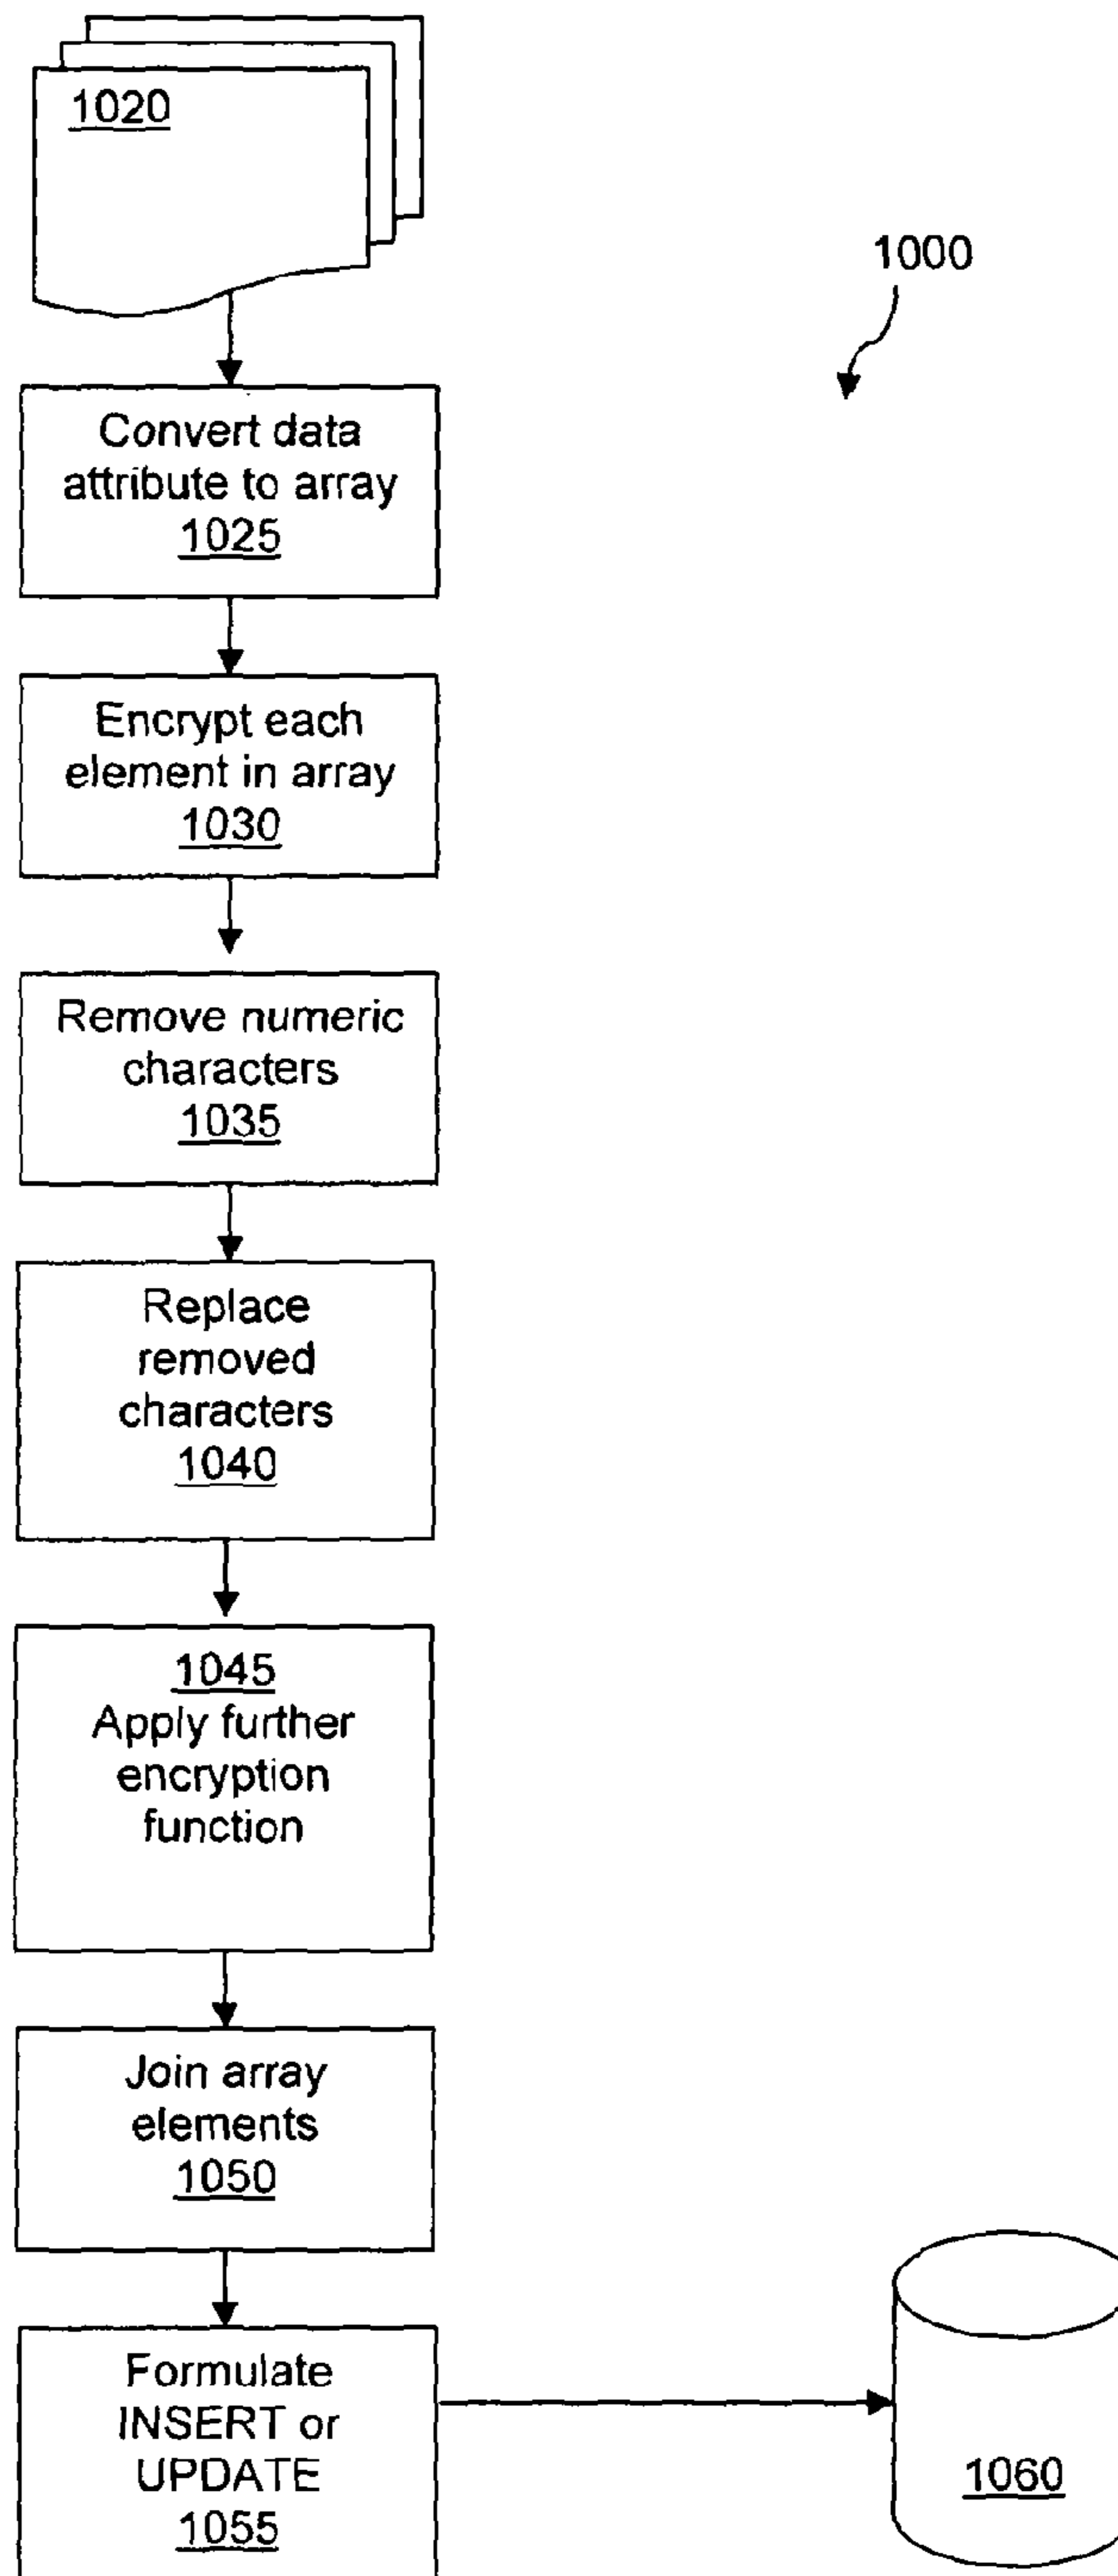 1020
1000
Convert data
attribute to array
1025
Encrypt each
element in array
1030
Remove numeric
characters
1035
Replace
removed
characters
1040
1045
Apply further
encryption
function
Join array
elements
1050
Formulate
INSERT or
UPDATE
1055
1060